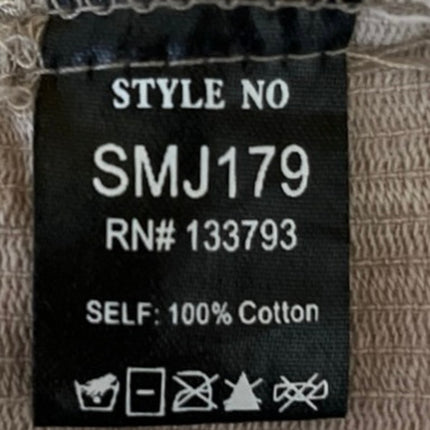 STYLE NO
SMJ179
RN# 133793
SELF: 100% Cotton